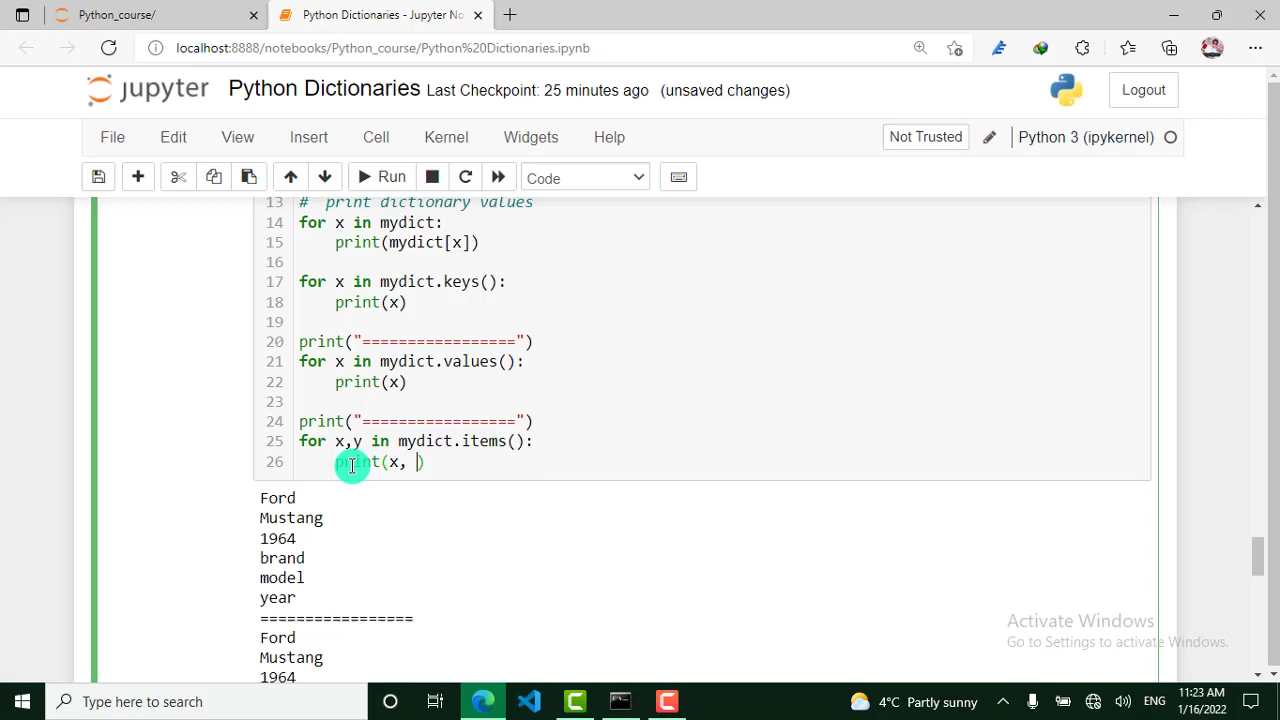 Python_course/
Python Dictionaries - Jupyter No
localhost:8888/notebooks/Python_course/Python%20Dictionaries.ipynb
jupyter Python Dictionaries Last Checkpoint: 25 minutes ago (unsaved changes) Logout
File Edit View Insert Cell Kernel Widgets Help Not Trusted Python 3 (ipykernel)
Run Code
13 # print dictionary values
14 for x in mydict:
15 print(mydict[x])
16
17 for x in mydict.keys():
18 print(x)
19
20 print("=================")
21 for x in mydict.values():
22 print(x)
23
24 print("=================")
25 for x,y in mydict.items():
26 print(x, )
Ford
Mustang
1964
brand
model
year
=================
Ford
Mustang
1964
Activate Windows
Go to Settings to activate Windows.
Type here to search
4°C Partly sunny
ENG
11:23 AM
1/16/2022